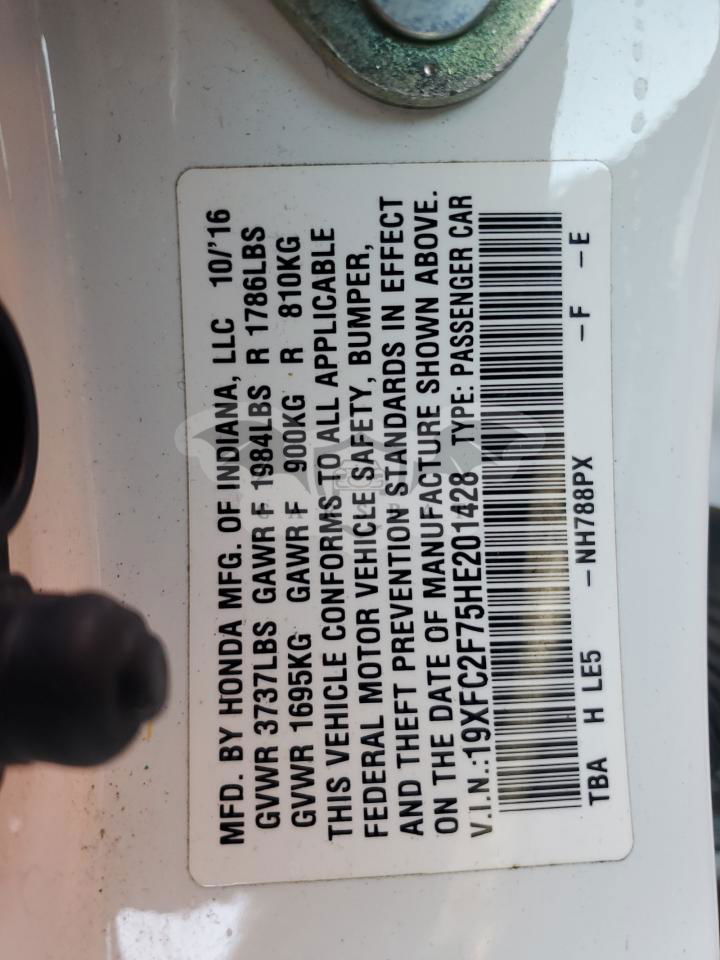 MFD. BY HONDA MFG. OF INDIANA, LLC 10/'16
GVWR 3737LBS GAWR F 1984LBS R 1786LBS
GVWR 1695KG GAWR F 900KG R 810KG
THIS VEHICLE CONFORMS TO ALL APPLICABLE
FEDERAL MOTOR VEHICLE SAFETY, BUMPER,
AND THEFT PREVENTION STANDARDS IN EFFECT
ON THE DATE OF MANUFACTURE SHOWN ABOVE.
V.I.N.:19XFC2F75HE201428 TYPE: PASSENGER CAR
TBA H LE5 -NH788PX -F -E